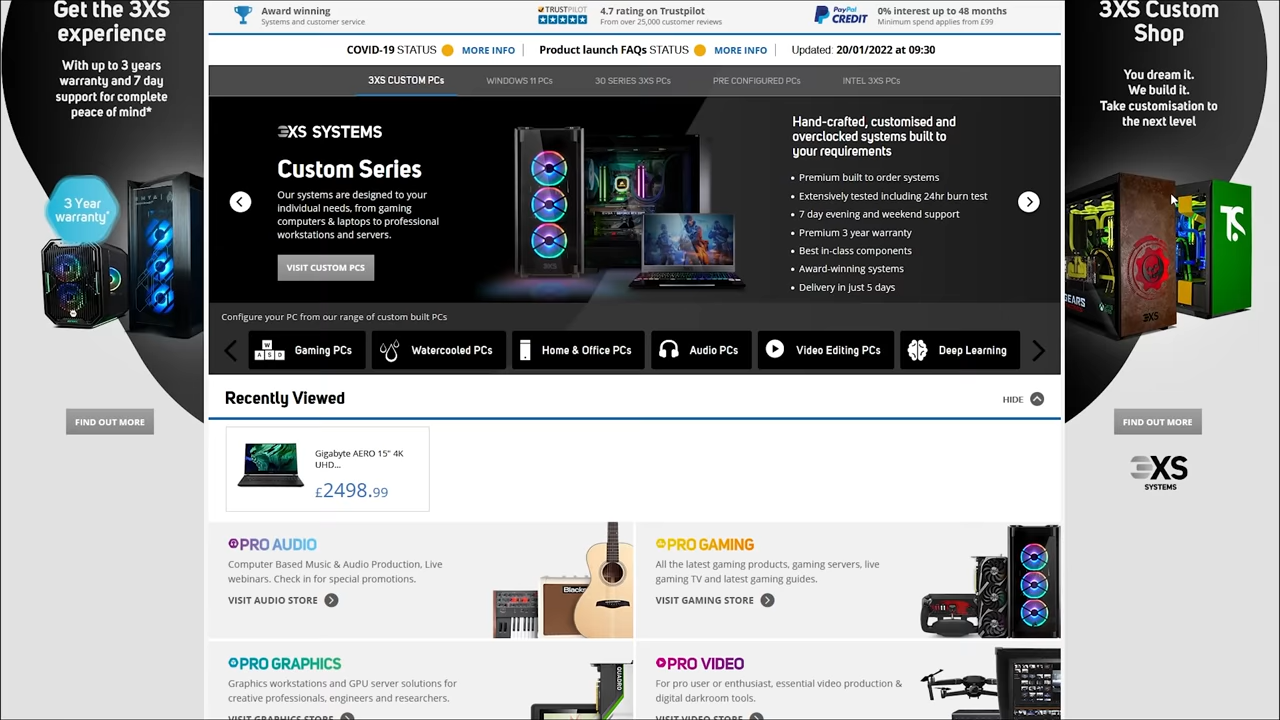 Get the 3XS
experience
With up to 3 years
warranty and 7 day
support for complete
peace of mind*
3 Year
warranty*
FIND OUT MORE
Award winning
Systems and customer service
TRUSTPILOT
4.7 rating on Trustpilot
From over 25,000 customer reviews
PayPal
CREDIT
0% interest up to 48 months
Minimum spend applies from £99
COVID-19 STATUS MORE INFO | Product launch FAQs STATUS MORE INFO | Updated: 20/01/2022 at 09:30
3XS CUSTOM PCs WINDOWS 11 PCs 30 SERIES 3XS PCs PRE CONFIGURED PCs INTEL 3XS PCs
3XS SYSTEMS
Custom Series
Our systems are designed to your
individual needs, from gaming
computers & laptops to professional
workstations and servers.
VISIT CUSTOM PCS
Hand-crafted, customised and
overclocked systems built to
your requirements
• Premium built to order systems
• Extensively tested including 24hr burn test
• 7 day evening and weekend support
• Premium 3 year warranty
• Best in-class components
• Award-winning systems
• Delivery in just 5 days
Configure your PC from our range of custom built PCs
W
A S D
Gaming PCs Watercooled PCs Home & Office PCs Audio PCs Video Editing PCs Deep Learning
Recently Viewed
HIDE
Gigabyte AERO 15" 4K
UHD...
£2498.99
PRO AUDIO
Computer Based Music & Audio Production, Live
webinars. Check in for special promotions.
VISIT AUDIO STORE
Blacks
PRO GAMING
All the latest gaming products, gaming servers, live
gaming TV and latest gaming guides.
VISIT GAMING STORE
PRO GRAPHICS
Graphics workstations and GPU server solutions for
creative professionals, gamers and researchers.
VISIT GRAPHICS STORE
QUADRO
PRO VIDEO
For pro user or enthusiast, essential video production &
digital darkroom tools.
VISIT VIDEO STORE
3XS Custom
Shop
You dream it.
We build it.
Take customisation to
the next level
GEARS
3XS
FIND OUT MORE
3XS
SYSTEMS